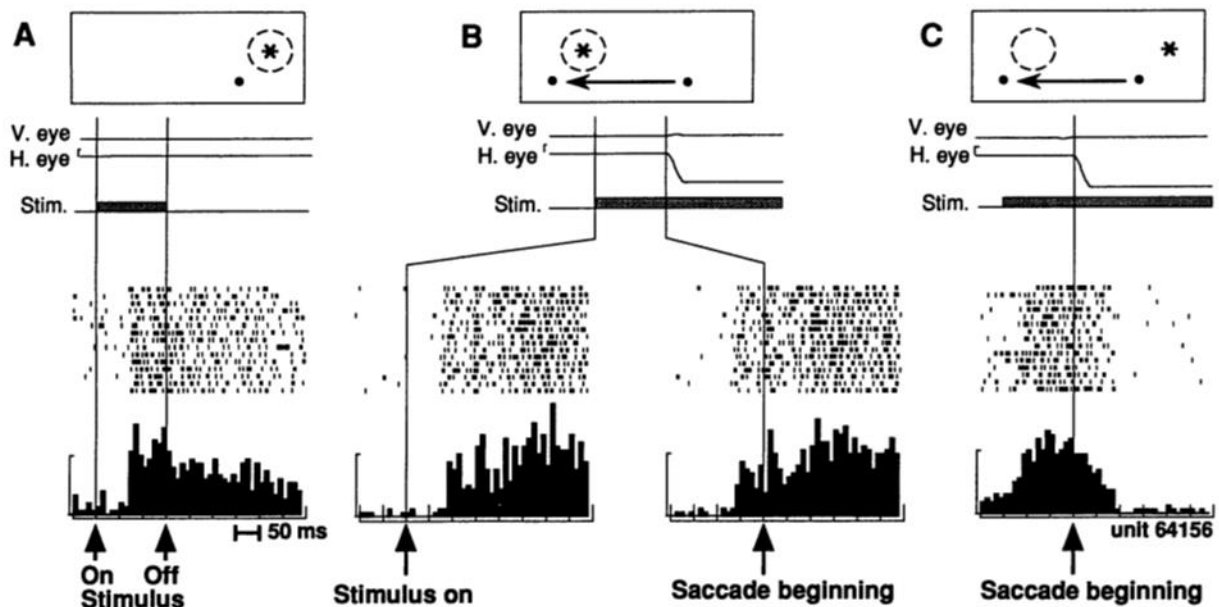 A
V. eye
H. eye r
Stim.
50 ms
On Off
Stimulus
B
V. eye
H. eye r
Stim.
Stimulus on
Saccade beginning
C
V. eye
H. eye
Stim.
unit 64156
Saccade beginning